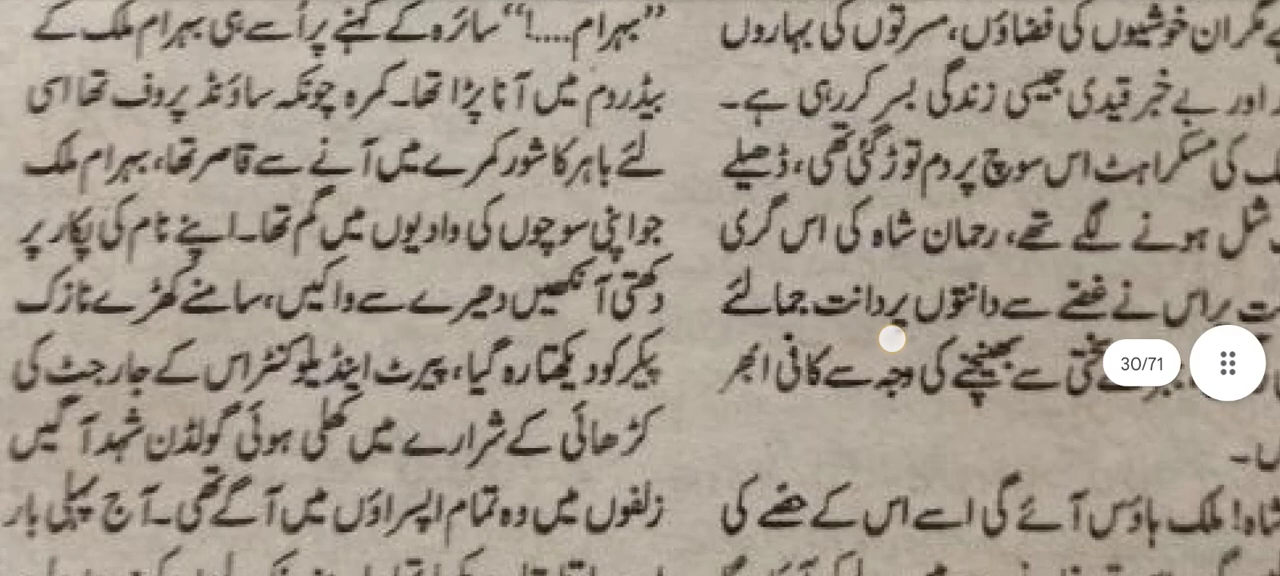 نگران خوشیوں کی فضاؤں، مسرتوں کی بہاروں
اور بے خبر قیدی جیسی زندگی بسر کر رہی ہے۔
کی مسکراہٹ اس سوچ پر دم توڑ گئی تھی، ڈھیلے
شل ہونے لگے تھے، رحمان شاہ کی اس گری
پر اس نے غصے سے دانتوں پر دانت جمالئے
سختی سے بھینچنے کی وجہ سے کافی ابھر
شاہ! ملک ہاؤس آئے گی اسے اس کے حصے کی
”بہرام....!“ سائرہ کے کہنے پر اُسے ہی بہرام ملک کے
بیڈروم میں آنا پڑا تھا۔ کمرہ چونکہ ساؤنڈ پروف تھا اسی
لئے باہر کا شور کمرے میں آنے سے قاصر تھا، بہرام ملک
جو اپنی سوچوں کی وادیوں میں گم تھا۔ اپنے نام کی پکار پر
دکھتی آنکھیں دھیرے سے وا کیں، سامنے کھڑے نازک
پیکر کو دیکھتا رہ گیا، پیرٹ اینڈ یلو کنٹراس کے جارجٹ کی
کڑھائی کے شرارے میں کھلی ہوئی گولڈن شہد آگیں
زلفوں میں وہ تمام اپسراؤں میں آگے تھی۔ آج پہلی بار
30/71